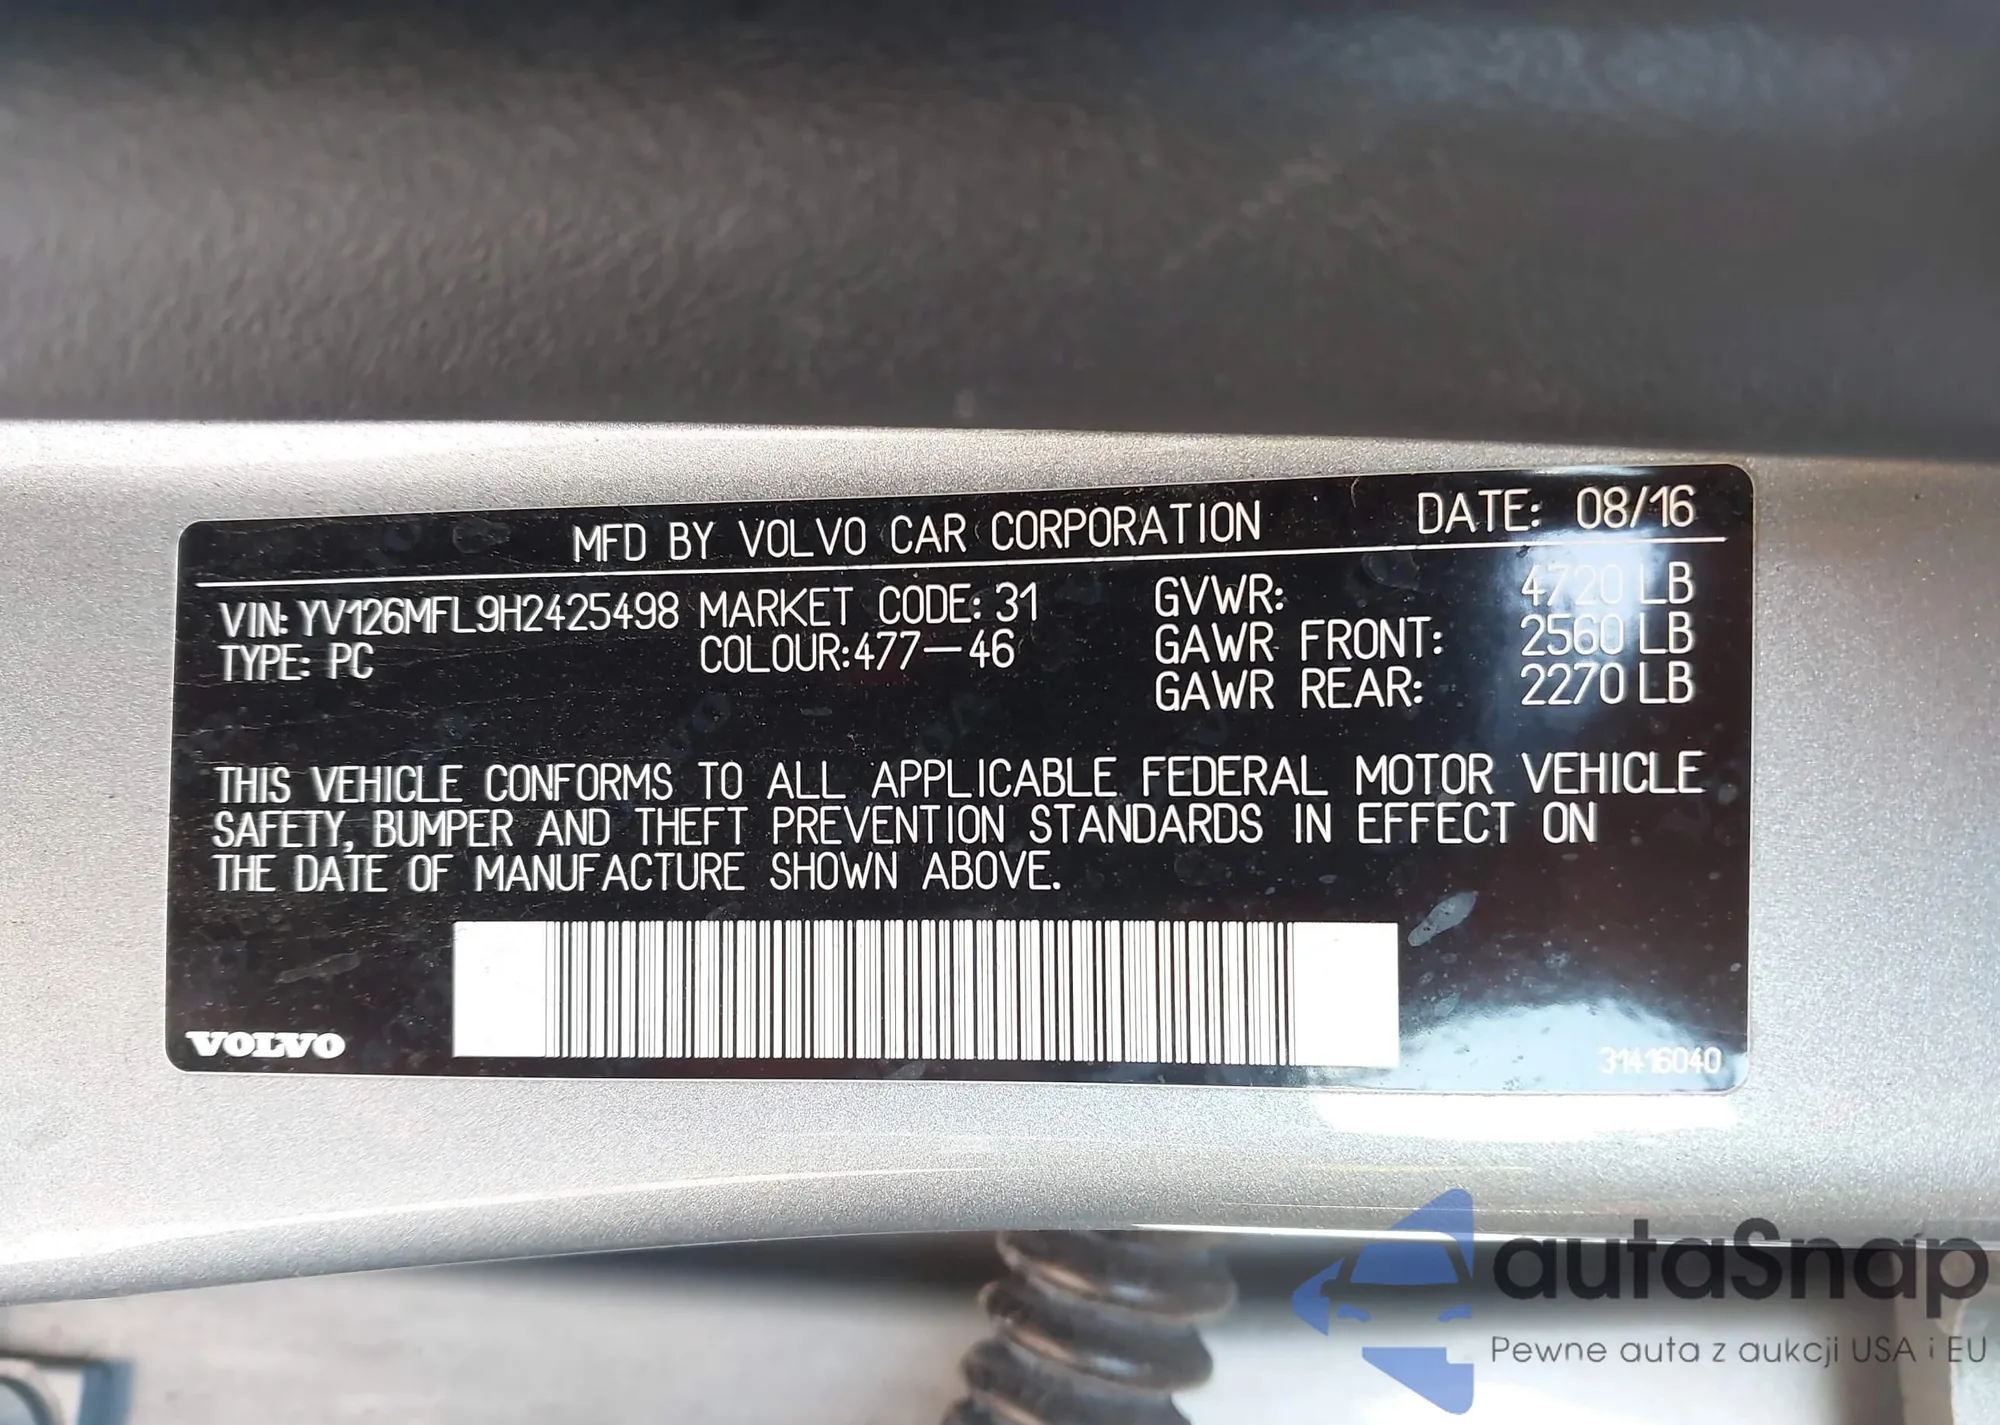 MFD BY VOLVO CAR CORPORATION DATE: 08/16
VIN: YV126MFL9H2425498 MARKET CODE: 31 GVWR: 4720 LB
TYPE: PC COLOUR:477-46 GAWR FRONT: 2560 LB
GAWR REAR: 2270 LB
THIS VEHICLE CONFORMS TO ALL APPLICABLE FEDERAL MOTOR VEHICLE
SAFETY, BUMPER AND THEFT PREVENTION STANDARDS IN EFFECT ON
THE DATE OF MANUFACTURE SHOWN ABOVE.
VOLVO
31416040
autaSnap
Pewne auta z aukcji USA i EU